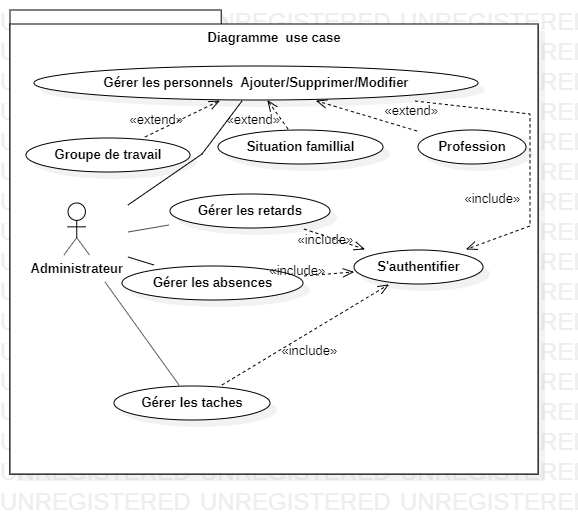 Diagramme use case
Gérer les personnels Ajouter/Supprimer/Modifier
«extend»
«extend»
«extend»
Groupe de travail
Situation famillial
Profession
«include»
Gérer les retards
«include»
Administrateur
S'authentifier
«include»
Gérer les absences
«include»
Gérer les taches
UNREGISTERED UNREGISTERED UNREGISTEREI